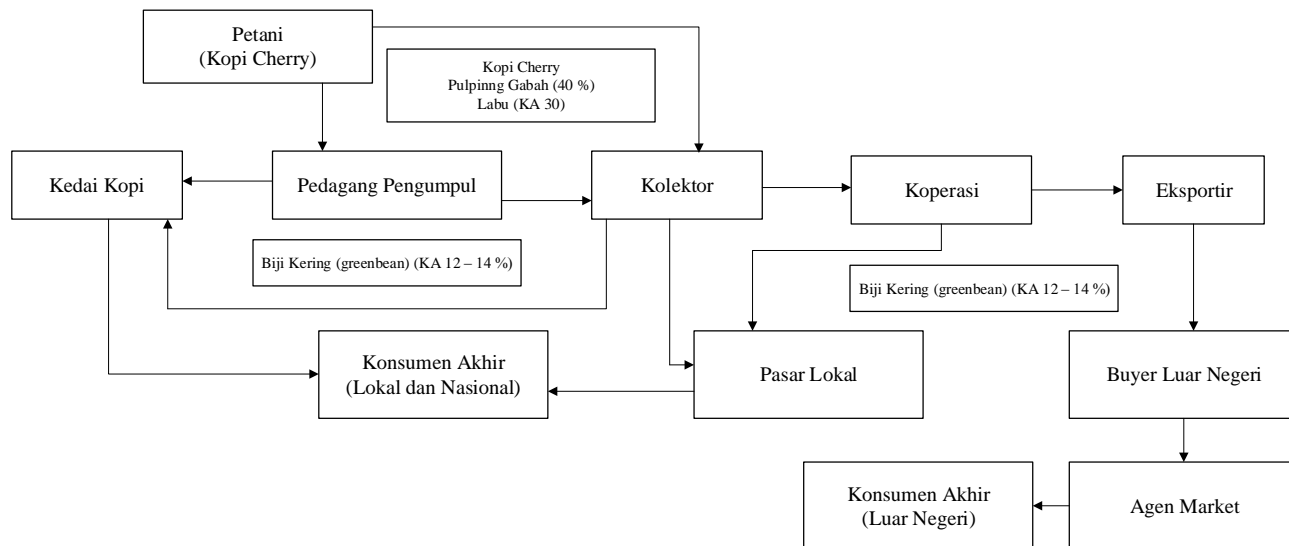 Petani
(Kopi Cherry)
Kopi Cherry
Pulpinng Gabah (40 %)
Labu (KA 30)
Kedai Kopi
Pedagang Pengumpul
Kolektor
Koperasi
Eksportir
Biji Kering (greenbean) (KA 12 – 14 %)
Biji Kering (greenbean) (KA 12 – 14 %)
Konsumen Akhir
(Lokal dan Nasional)
Pasar Lokal
Buyer Luar Negeri
Konsumen Akhir
(Luar Negeri)
Agen Market